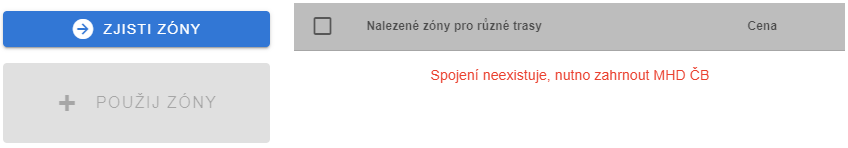 ZJISTI ZÓNY
POUŽIJ ZÓNY
Nalezené zóny pro různé trasy Cena
Spojení neexistuje, nutno zahrnout MHD ČB